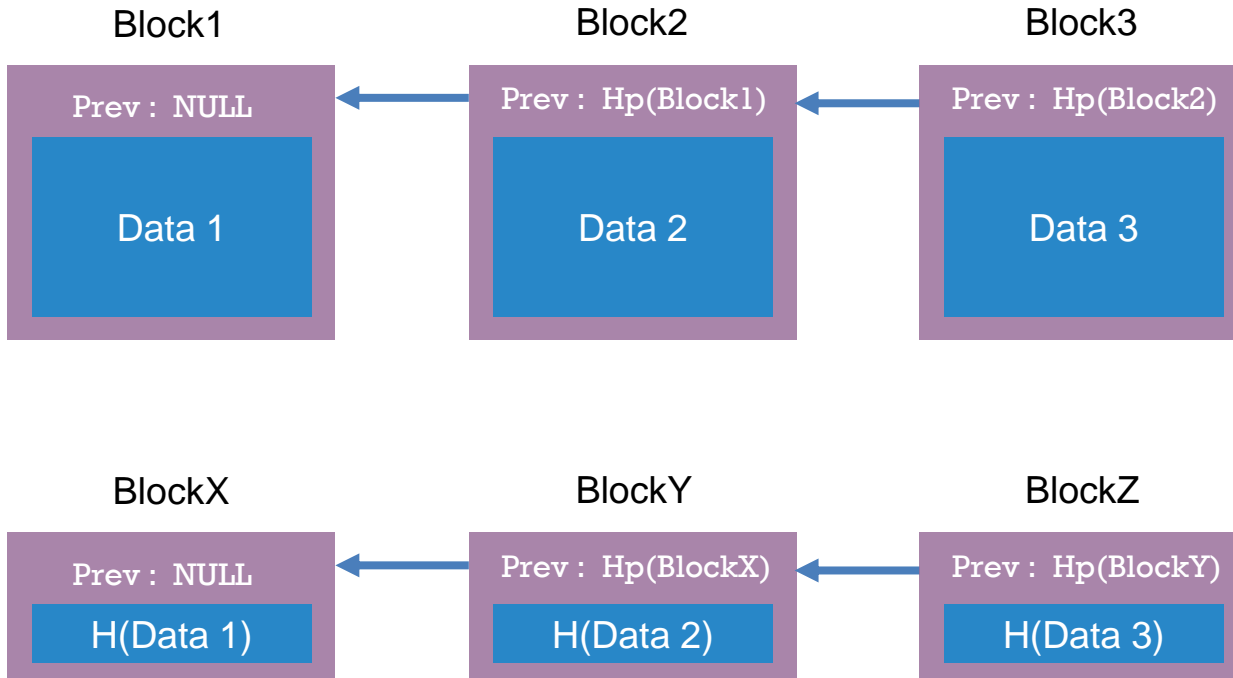 Block1
Block2
Block3
Prev: NULL
Prev: Hp(Block1)
Prev: Hp(Block2)
Data 1
Data 2
Data 3
BlockX
BlockY
BlockZ
Prev: NULL
Prev: Hp(BlockX)
Prev: Hp(BlockY)
H(Data 1)
H(Data 2)
H(Data 3)